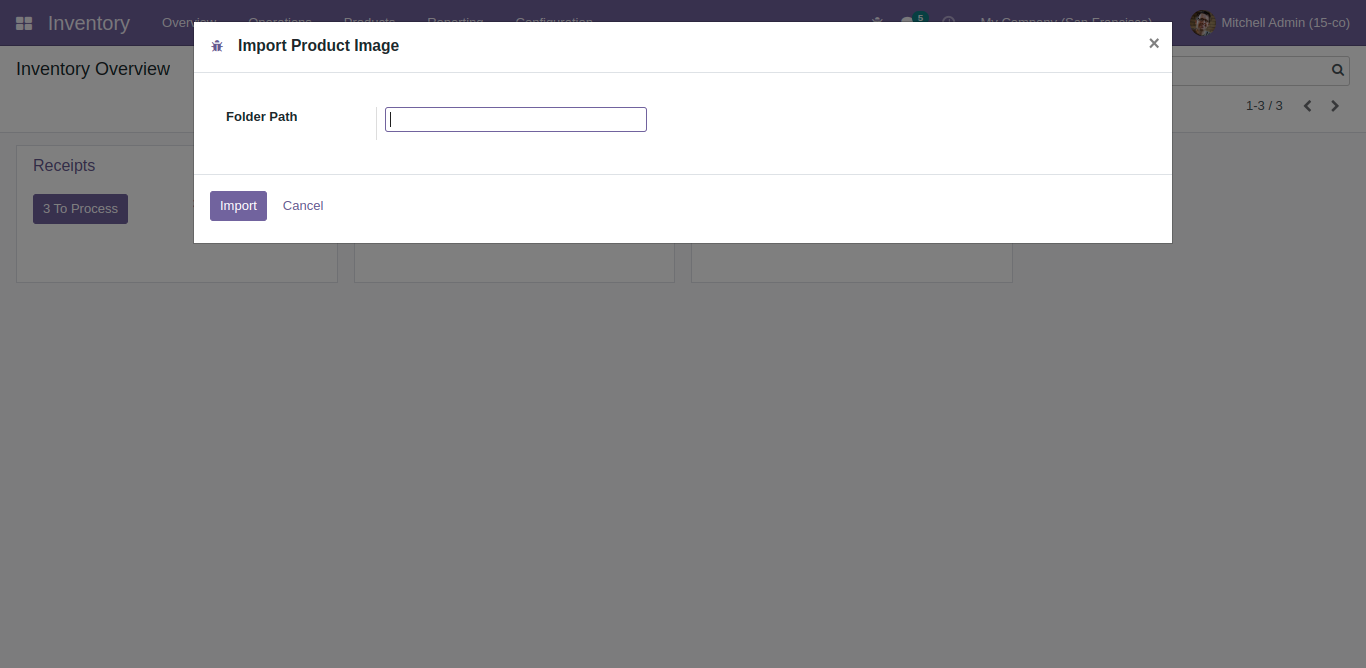 Inventory Overview Operations Products Reporting Configuration 5 My Company (San Francisco) Mitchell Admin (15-co)
Import Product Image ×
Inventory Overview
1-3 / 3
Folder Path
Receipts
3 To Process
Import Cancel